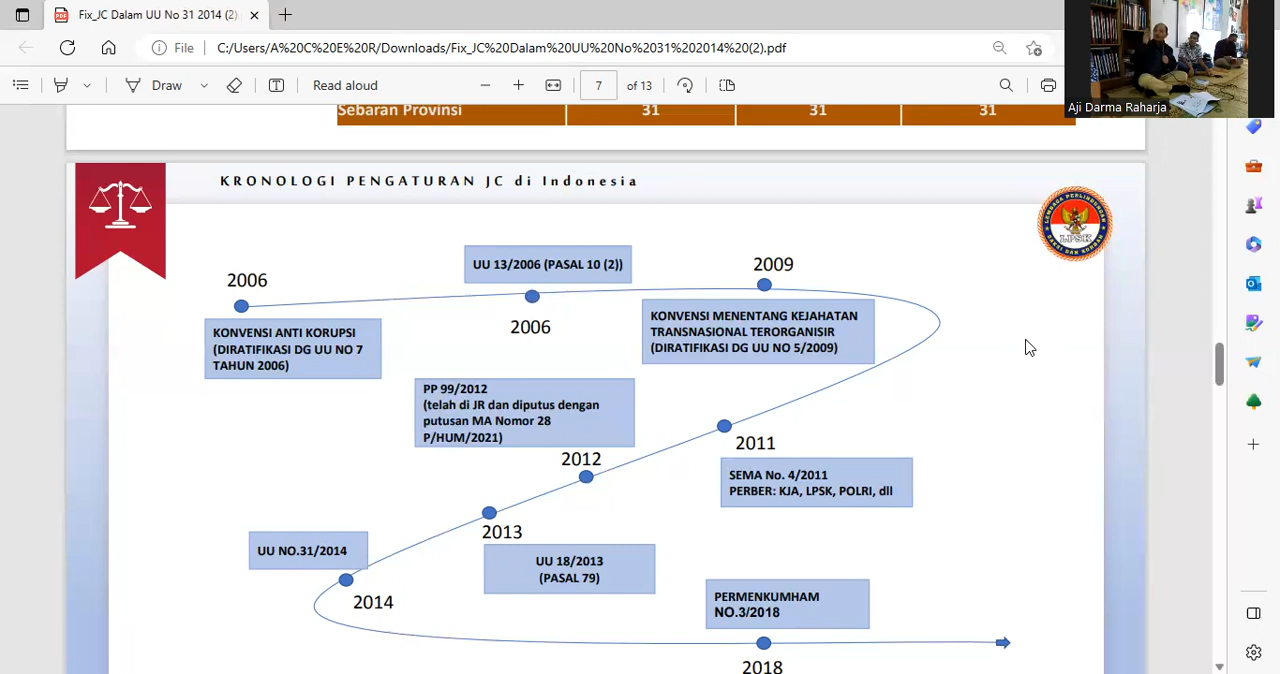 Fix_JC Dalam UU No 31 2014 (2).
File C:/Users/A%20C%20E%20R/Downloads/Fix_JC%20Dalam%20UU%20No%2031%202014%20(2).pdf
Draw
Read aloud
7 of 13
Aji Darma Raharja
Sebaran Provinsi 31 31 31
KRONOLOGI PENGATURAN JC di Indonesia
LEMBAGA PERLINDUNGAN
LPSK
SAKSI DAN KORBAN
2006
KONVENSI ANTI KORUPSI
(DIRATIFIKASI DG UU NO 7
TAHUN 2006)
UU 13/2006 (PASAL 10 (2))
2006
2009
KONVENSI MENENTANG KEJAHATAN
TRANSNASIONAL TERORGANISIR
(DIRATIFIKASI DG UU NO 5/2009)
2011
SEMA No. 4/2011
PERBER: KJA, LPSK, POLRI, dll
PP 99/2012
(telah di JR dan diputus dengan
putusan MA Nomor 28
P/HUM/2021)
2012
2013
UU 18/2013
(PASAL 79)
UU NO.31/2014
2014
PERMENKUMHAM
NO.3/2018
2018